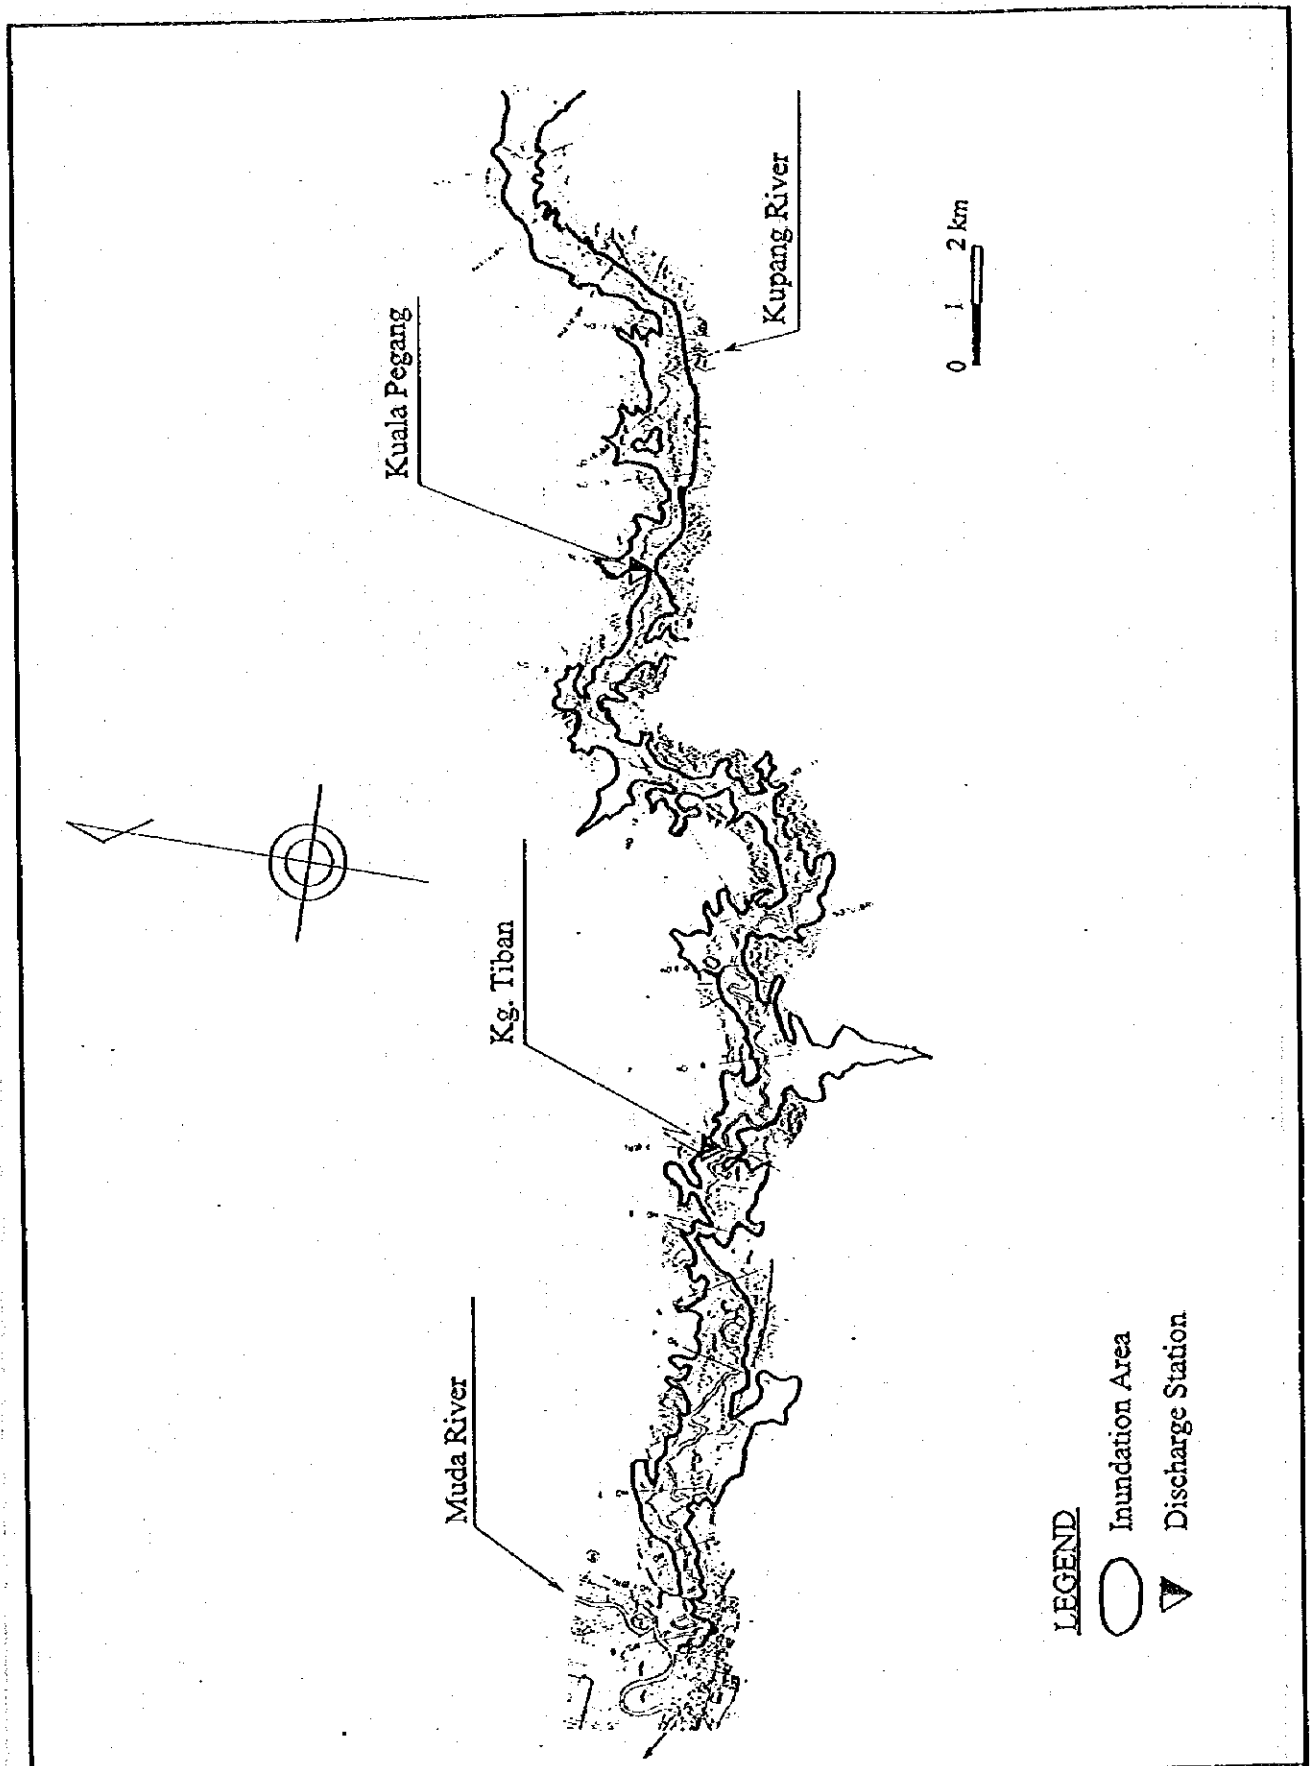 Muda River
Kg. Tiban
Kuala Pegang
Kupang River
0 1 2 km
LEGEND
Inundation Area
Discharge Station